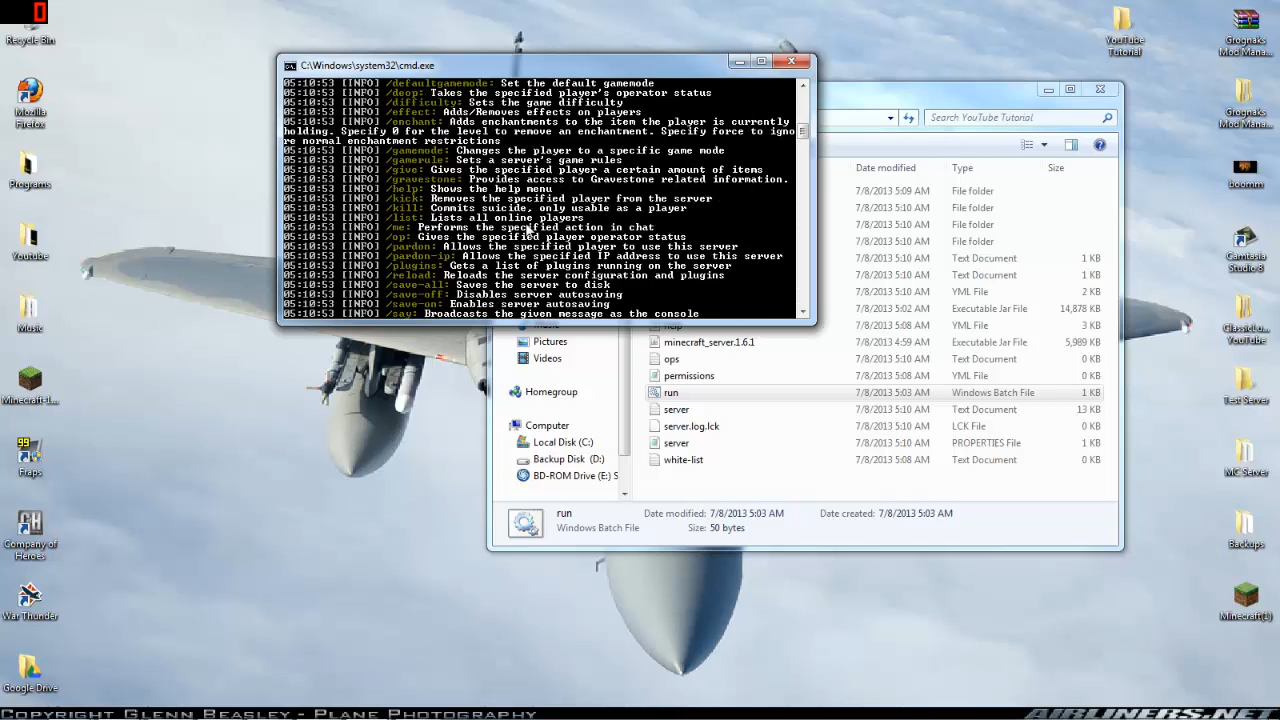 0
Recycle Bin
Mozilla
Firefox
Programs
Youtube
Music
Minecraft-1....
99
Fraps
Company of
Heroes
War Thunder
Google Drive
C:\Windows\system32\cmd.exe
05:10:53 [INFO] /defaultgamemode: Set the default gamemode
05:10:53 [INFO] /deop: Takes the specified player's operator status
05:10:53 [INFO] /difficulty: Sets the game difficulty
05:10:53 [INFO] /effect: Adds/Removes effects on players
05:10:53 [INFO] /enchant: Adds enchantments to the item the player is currently
holding. Specify 0 for the level to remove an enchantment. Specify force to igno
re normal enchantment restrictions
05:10:53 [INFO] /gamemode: Changes the player to a specific game mode
05:10:53 [INFO] /gamerule: Sets a server's game rules
05:10:53 [INFO] /give: Gives the specified player a certain amount of items
05:10:53 [INFO] /gravestone: Provides access to Gravestone related information.
05:10:53 [INFO] /help: Shows the help menu
05:10:53 [INFO] /kick: Removes the specified player from the server
05:10:53 [INFO] /kill: Commits suicide, only usable as a player
05:10:53 [INFO] /list: Lists all online players
05:10:53 [INFO] /me: Performs the specified action in chat
05:10:53 [INFO] /op: Gives the specified player operator status
05:10:53 [INFO] /pardon: Allows the specified player to use this server
05:10:53 [INFO] /pardon-ip: Allows the specified IP address to use this server
05:10:53 [INFO] /plugins: Gets a list of plugins running on the server
05:10:53 [INFO] /reload: Reloads the server configuration and plugins
05:10:53 [INFO] /save-all: Saves the server to disk
05:10:53 [INFO] /save-off: Disables server autosaving
05:10:53 [INFO] /save-on: Enables server autosaving
05:10:53 [INFO] /say: Broadcasts the given message as the console
Search YouTube Tutorial
Date modified Type Size
7/8/2013 5:09 AM File folder
7/8/2013 5:10 AM File folder
7/8/2013 5:10 AM File folder
7/8/2013 5:10 AM File folder
7/8/2013 5:10 AM Text Document 1 KB
7/8/2013 5:10 AM Text Document 1 KB
7/8/2013 5:10 AM YML File 2 KB
7/8/2013 5:02 AM Executable Jar File 14,878 KB
help 7/8/2013 5:08 AM YML File 3 KB
minecraft_server.1.6.1 7/8/2013 4:59 AM Executable Jar File 5,989 KB
ops 7/8/2013 5:10 AM Text Document 0 KB
permissions 7/8/2013 5:10 AM YML File 0 KB
run 7/8/2013 5:03 AM Windows Batch File 1 KB
server 7/8/2013 5:10 AM Text Document 13 KB
server.log.lck 7/8/2013 5:10 AM LCK File 0 KB
server 7/8/2013 5:10 AM PROPERTIES File 1 KB
white-list 7/8/2013 5:08 AM Text Document 0 KB
Music
Pictures
Videos
Homegroup
Computer
Local Disk (C:)
Backup Disk (D:)
BD-ROM Drive (E:) S
run Date modified: 7/8/2013 5:03 AM Date created: 7/8/2013 5:03 AM
Windows Batch File Size: 50 bytes
YouTube
Tutorial
Grognaks
Mod Mana...
Grognaks
Mod Mana...
boomm
Camtasia
Studio 8
YouTube
Test Server
MC Server
Backups
Minecraft(1)
Copyright Glenn Beasley - Plane Photography
AIRLINERS.NET